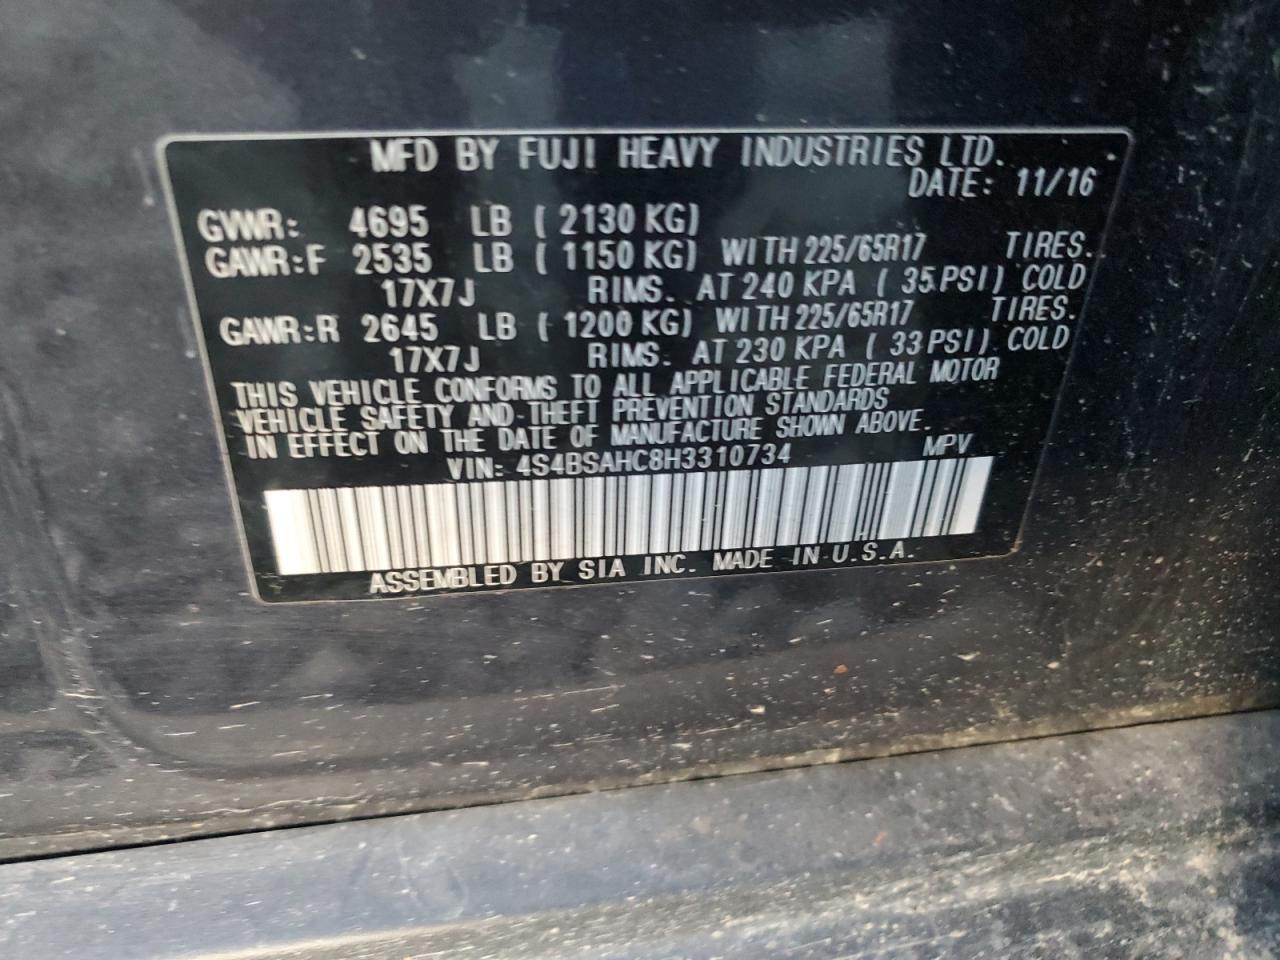 MFD BY FUJI HEAVY INDUSTRIES LTD.
DATE: 11/16
GVWR: 4695 LB ( 2130 KG)
GAWR:F 2535 LB ( 1150 KG) WITH 225/65R17 TIRES.
17X7J RIMS. AT 240 KPA ( 35 PSI) COLD
GAWR:R 2645 LB ( 1200 KG) WITH 225/65R17 TIRES.
17X7J RIMS. AT 230 KPA ( 33 PSI) COLD
THIS VEHICLE CONFORMS TO ALL APPLICABLE FEDERAL MOTOR
VEHICLE SAFETY AND THEFT PREVENTION STANDARDS
IN EFFECT ON THE DATE OF MANUFACTURE SHOWN ABOVE.
VIN: 4S4BSAHC8H3310734 MPV
ASSEMBLED BY SIA INC. MADE IN U.S.A.